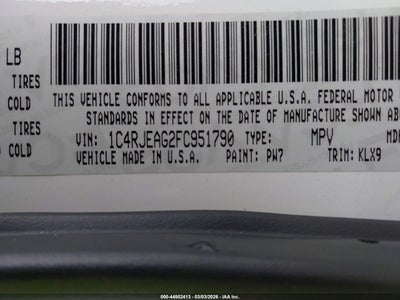 LB
TIRES
COLD
TIRES
COLD
THIS VEHICLE CONFORMS TO ALL APPLICABLE U.S.A. FEDERAL MOTOR
STANDARDS IN EFFECT ON THE DATE OF MANUFACTURE SHOWN AB
VIN: 1C4RJEAG2FC951790 TYPE: MPV MD
VEHICLE MADE IN U.S.A. PAINT: PW7 TRIM: KLX9
000-44602413 - 03/03/2026 - IAA Inc.